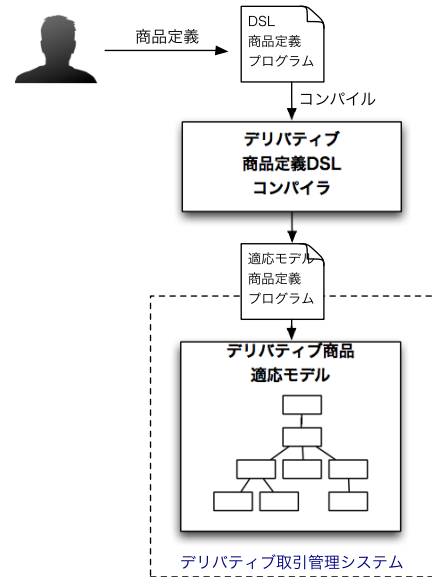 商品定義
DSL
商品定義
プログラム
コンパイル
デリバティブ
商品定義DSL
コンパイラ
適応モデル
商品定義
プログラム
デリバティブ商品
適応モデル
デリバティブ取引管理システム